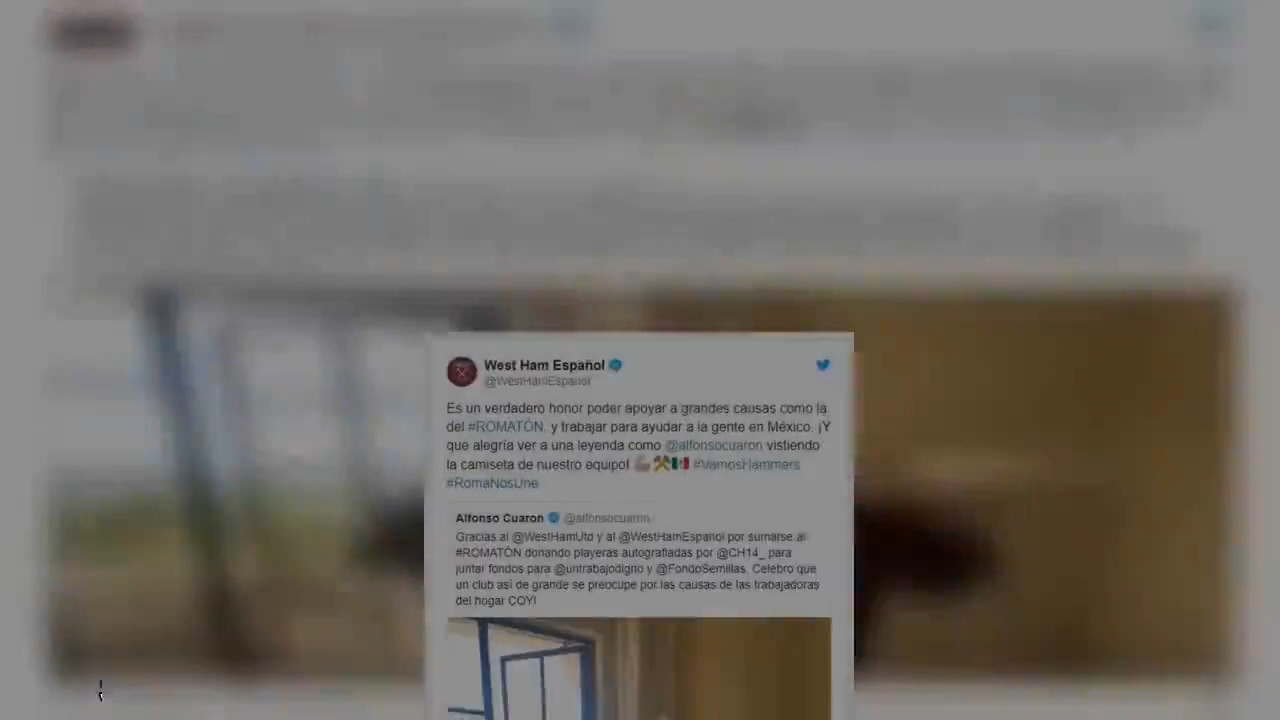 West Ham Español
@WestHamEspanol
Es un verdadero honor poder apoyar a grandes causas como la
del #ROMATÓN, y trabajar para ayudar a la gente en México. ¡Y
que alegría ver a una leyenda como @alfonsocuaron vistiendo
la camiseta de nuestro equipo! 💪⚒️🇲🇽 #VamosHammers
#RomaNosUne
Alfonso Cuaron @alfonsocuaron
Gracias al @WestHamUtd y al @WestHamEspanol por sumarse al
#ROMATÓN donando playeras autografiadas por @CH14_ para
juntar fondos para @untrabajodigno y @FondoSemillas. Celebro que
un club así de grande se preocupe por las causas de las trabajadoras
del hogar COYI